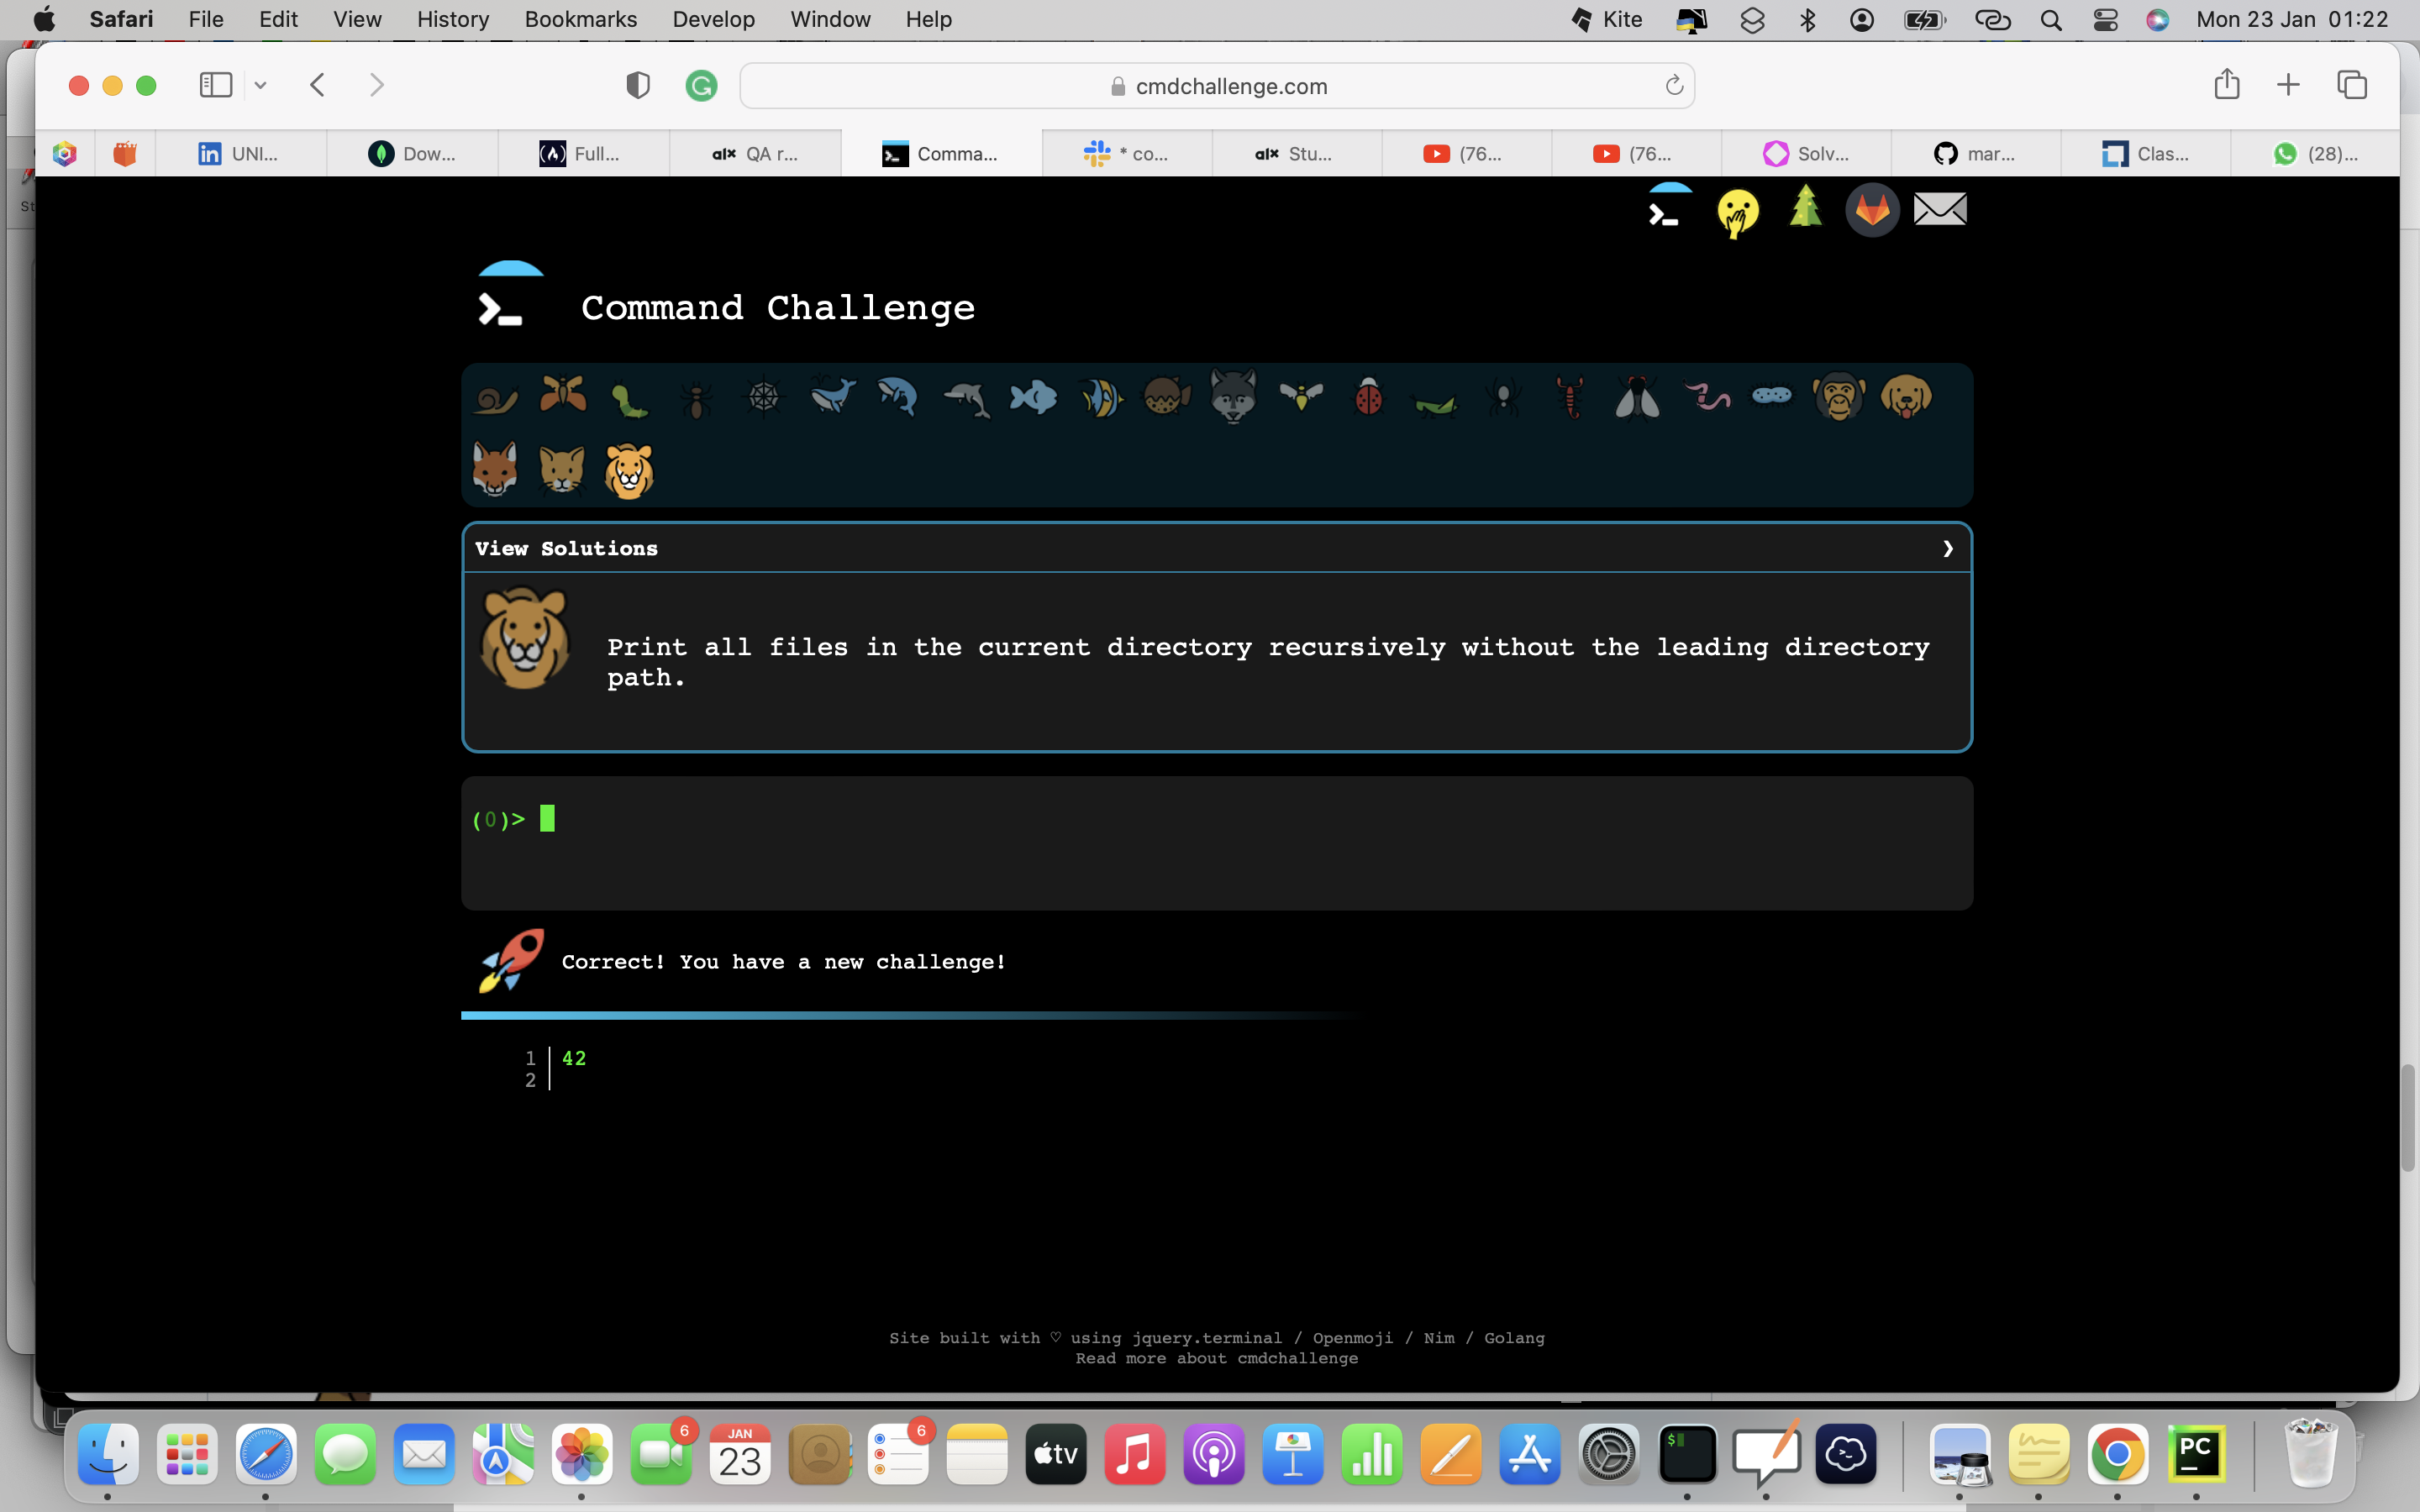 Safari File Edit View History Bookmarks Develop Window Help Kite Mon 23 Jan 01:22
cmdchallenge.com
UNI... Dow... Full... alx QA r... Comma... * co... alx Stu... (76... (76... Solv... mar... Clas... (28)...
St
Command Challenge
View Solutions
Print all files in the current directory recursively without the leading directory
path.
(0)>
Correct! You have a new challenge!
1 42
2
Site built with ♡ using jquery.terminal / Openmoji / Nim / Golang
Read more about cmdchallenge
6 JAN 23 6 tv $ PC